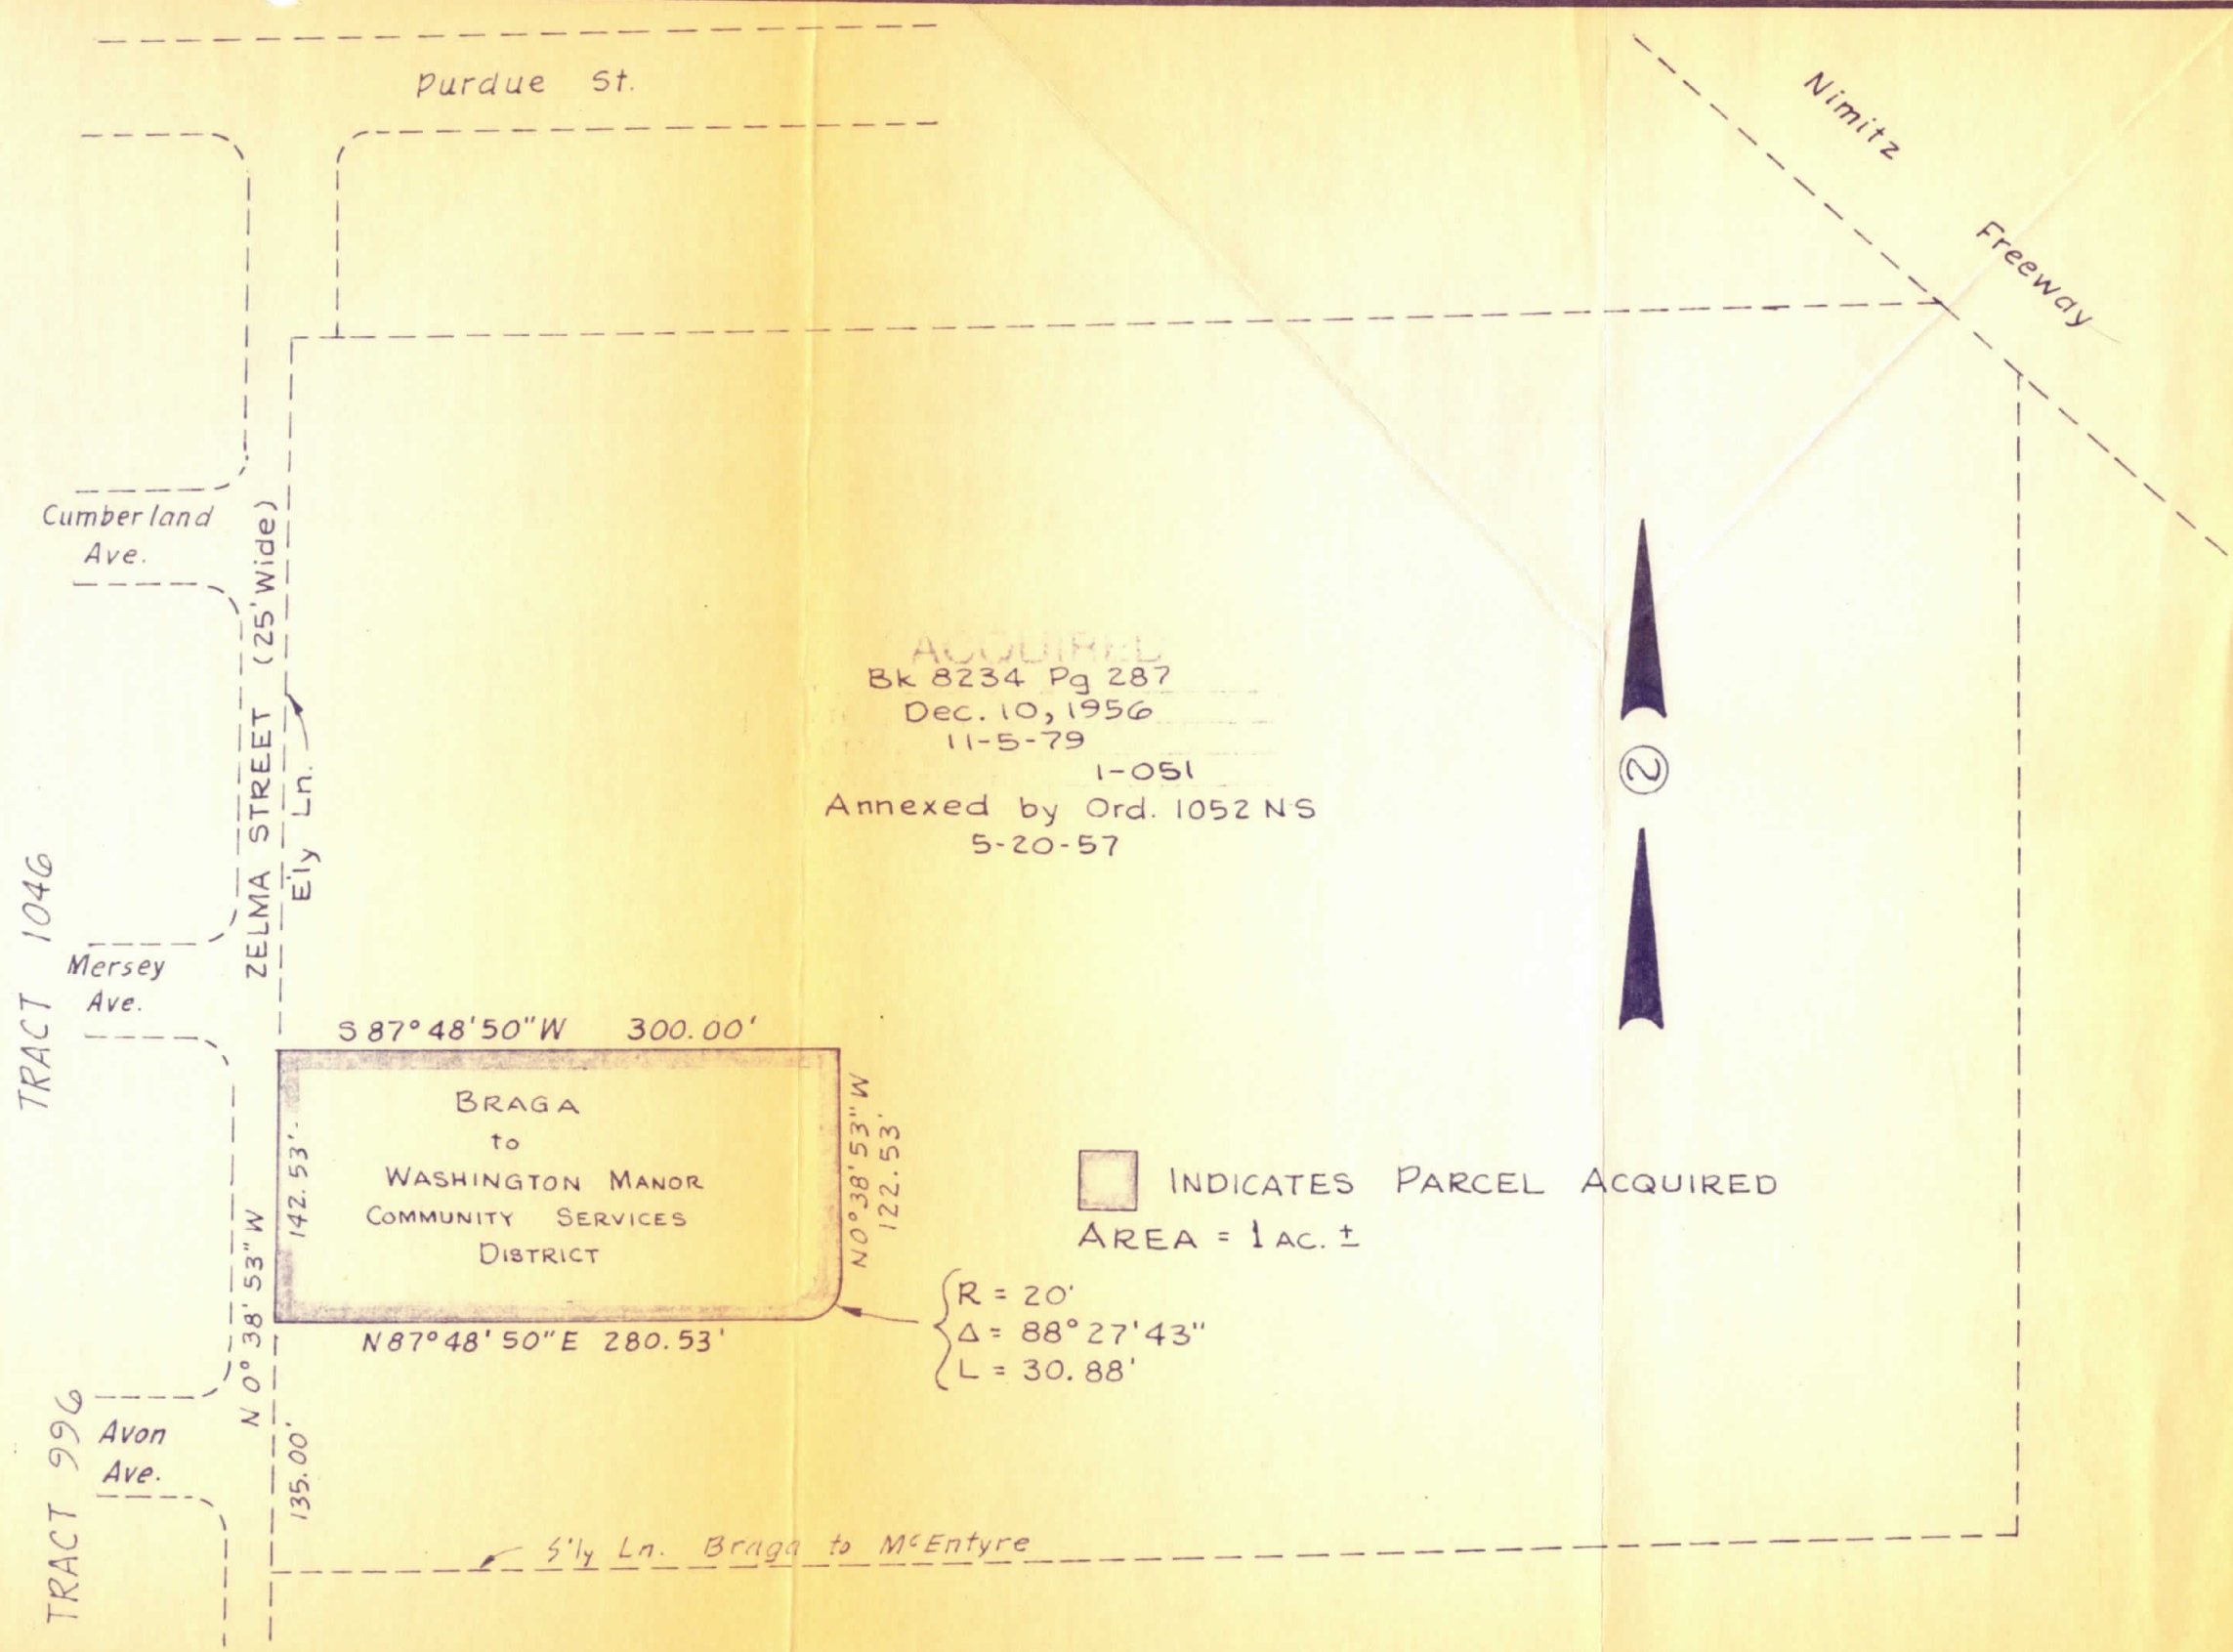 Purdue St.
Nimitz
Freeway
Cumberland
Ave.
ZELMA STREET (25' Wide)
E'ly Ln.
ACQUIRED
Bk 8234 Pg 287
Dec. 10, 1956
11-5-79
1-051
Annexed by Ord. 1052 N S
5-20-57
2
TRACT 1046
Mersey
Ave.
S 87° 48' 50" W 300.00'
BRAGA
to
WASHINGTON MANOR
COMMUNITY SERVICES
DISTRICT
142.53'
N 0° 38' 53" W
122.53'
INDICATES PARCEL ACQUIRED
AREA = 1 AC. ±
N 87° 48' 50" E 280.53'
R = 20'
Δ = 88° 27' 43"
L = 30.88'
N 0° 38' 53" W
135.00'
TRACT 996
Avon
Ave.
S'ly Ln. Braga to McEntyre